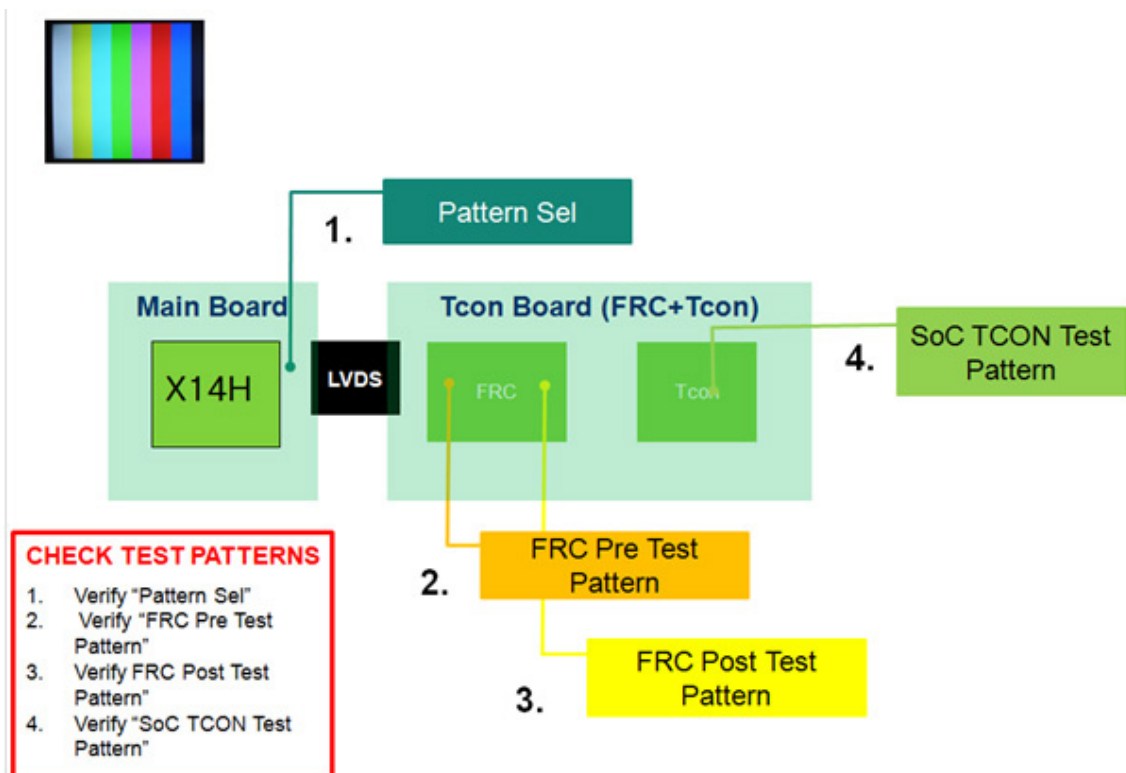 1.
Pattern Sel
Main Board
Tcon Board (FRC+Tcon)
X14H
LVDS
FRC
Tcon
4.
SoC TCON Test
Pattern
CHECK TEST PATTERNS
1. Verify “Pattern Sel”
2. Verify “FRC Pre Test
Pattern”
3. Verify FRC Post Test
Pattern”
4. Verify “SoC TCON Test
Pattern”
2.
FRC Pre Test
Pattern
3.
FRC Post Test
Pattern